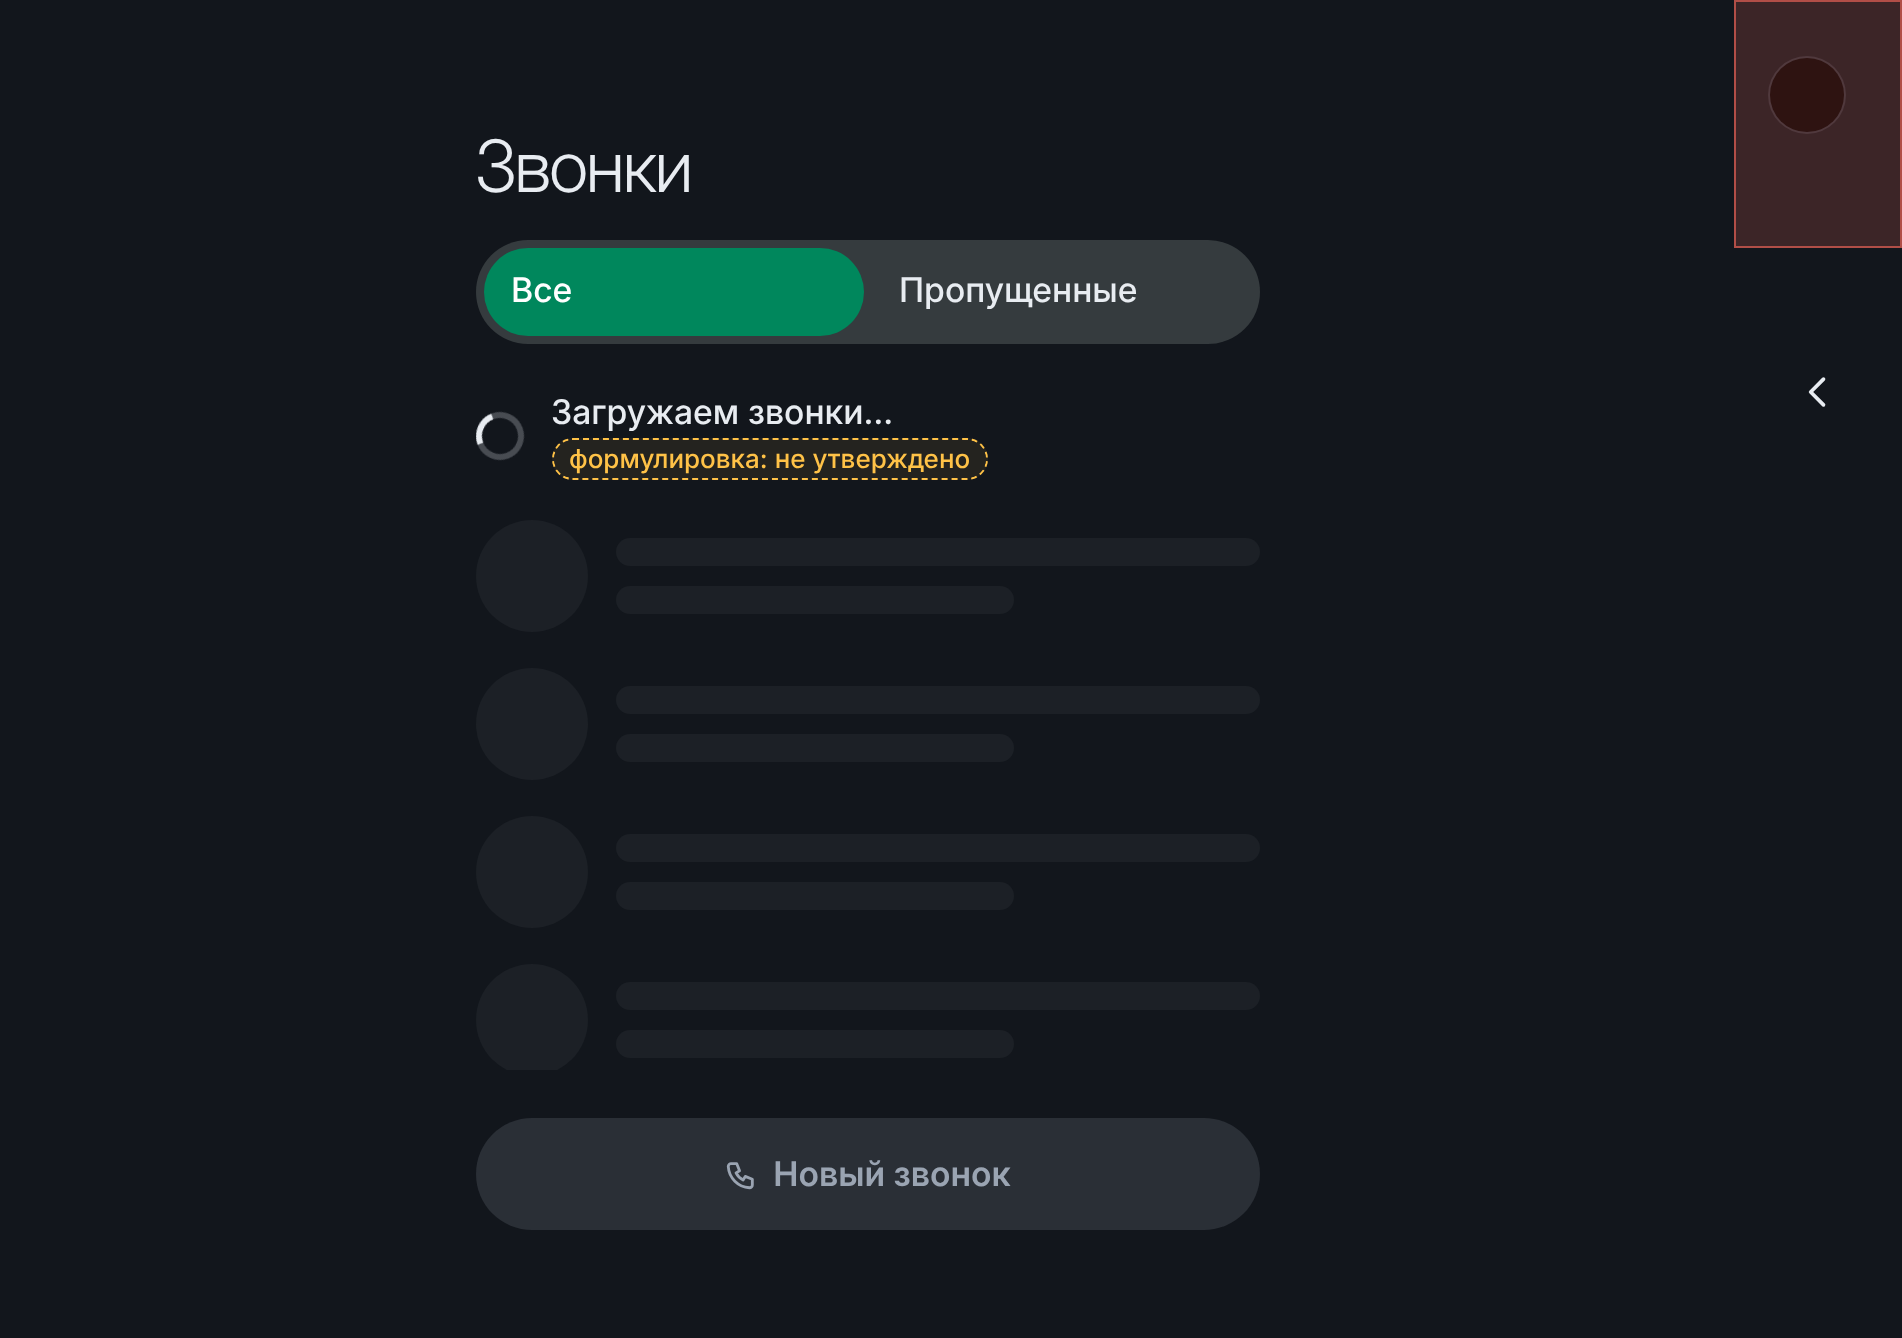 Звонки
Все
Пропущенные
Загружаем звонки...
формулировка: не утверждено
Новый звонок